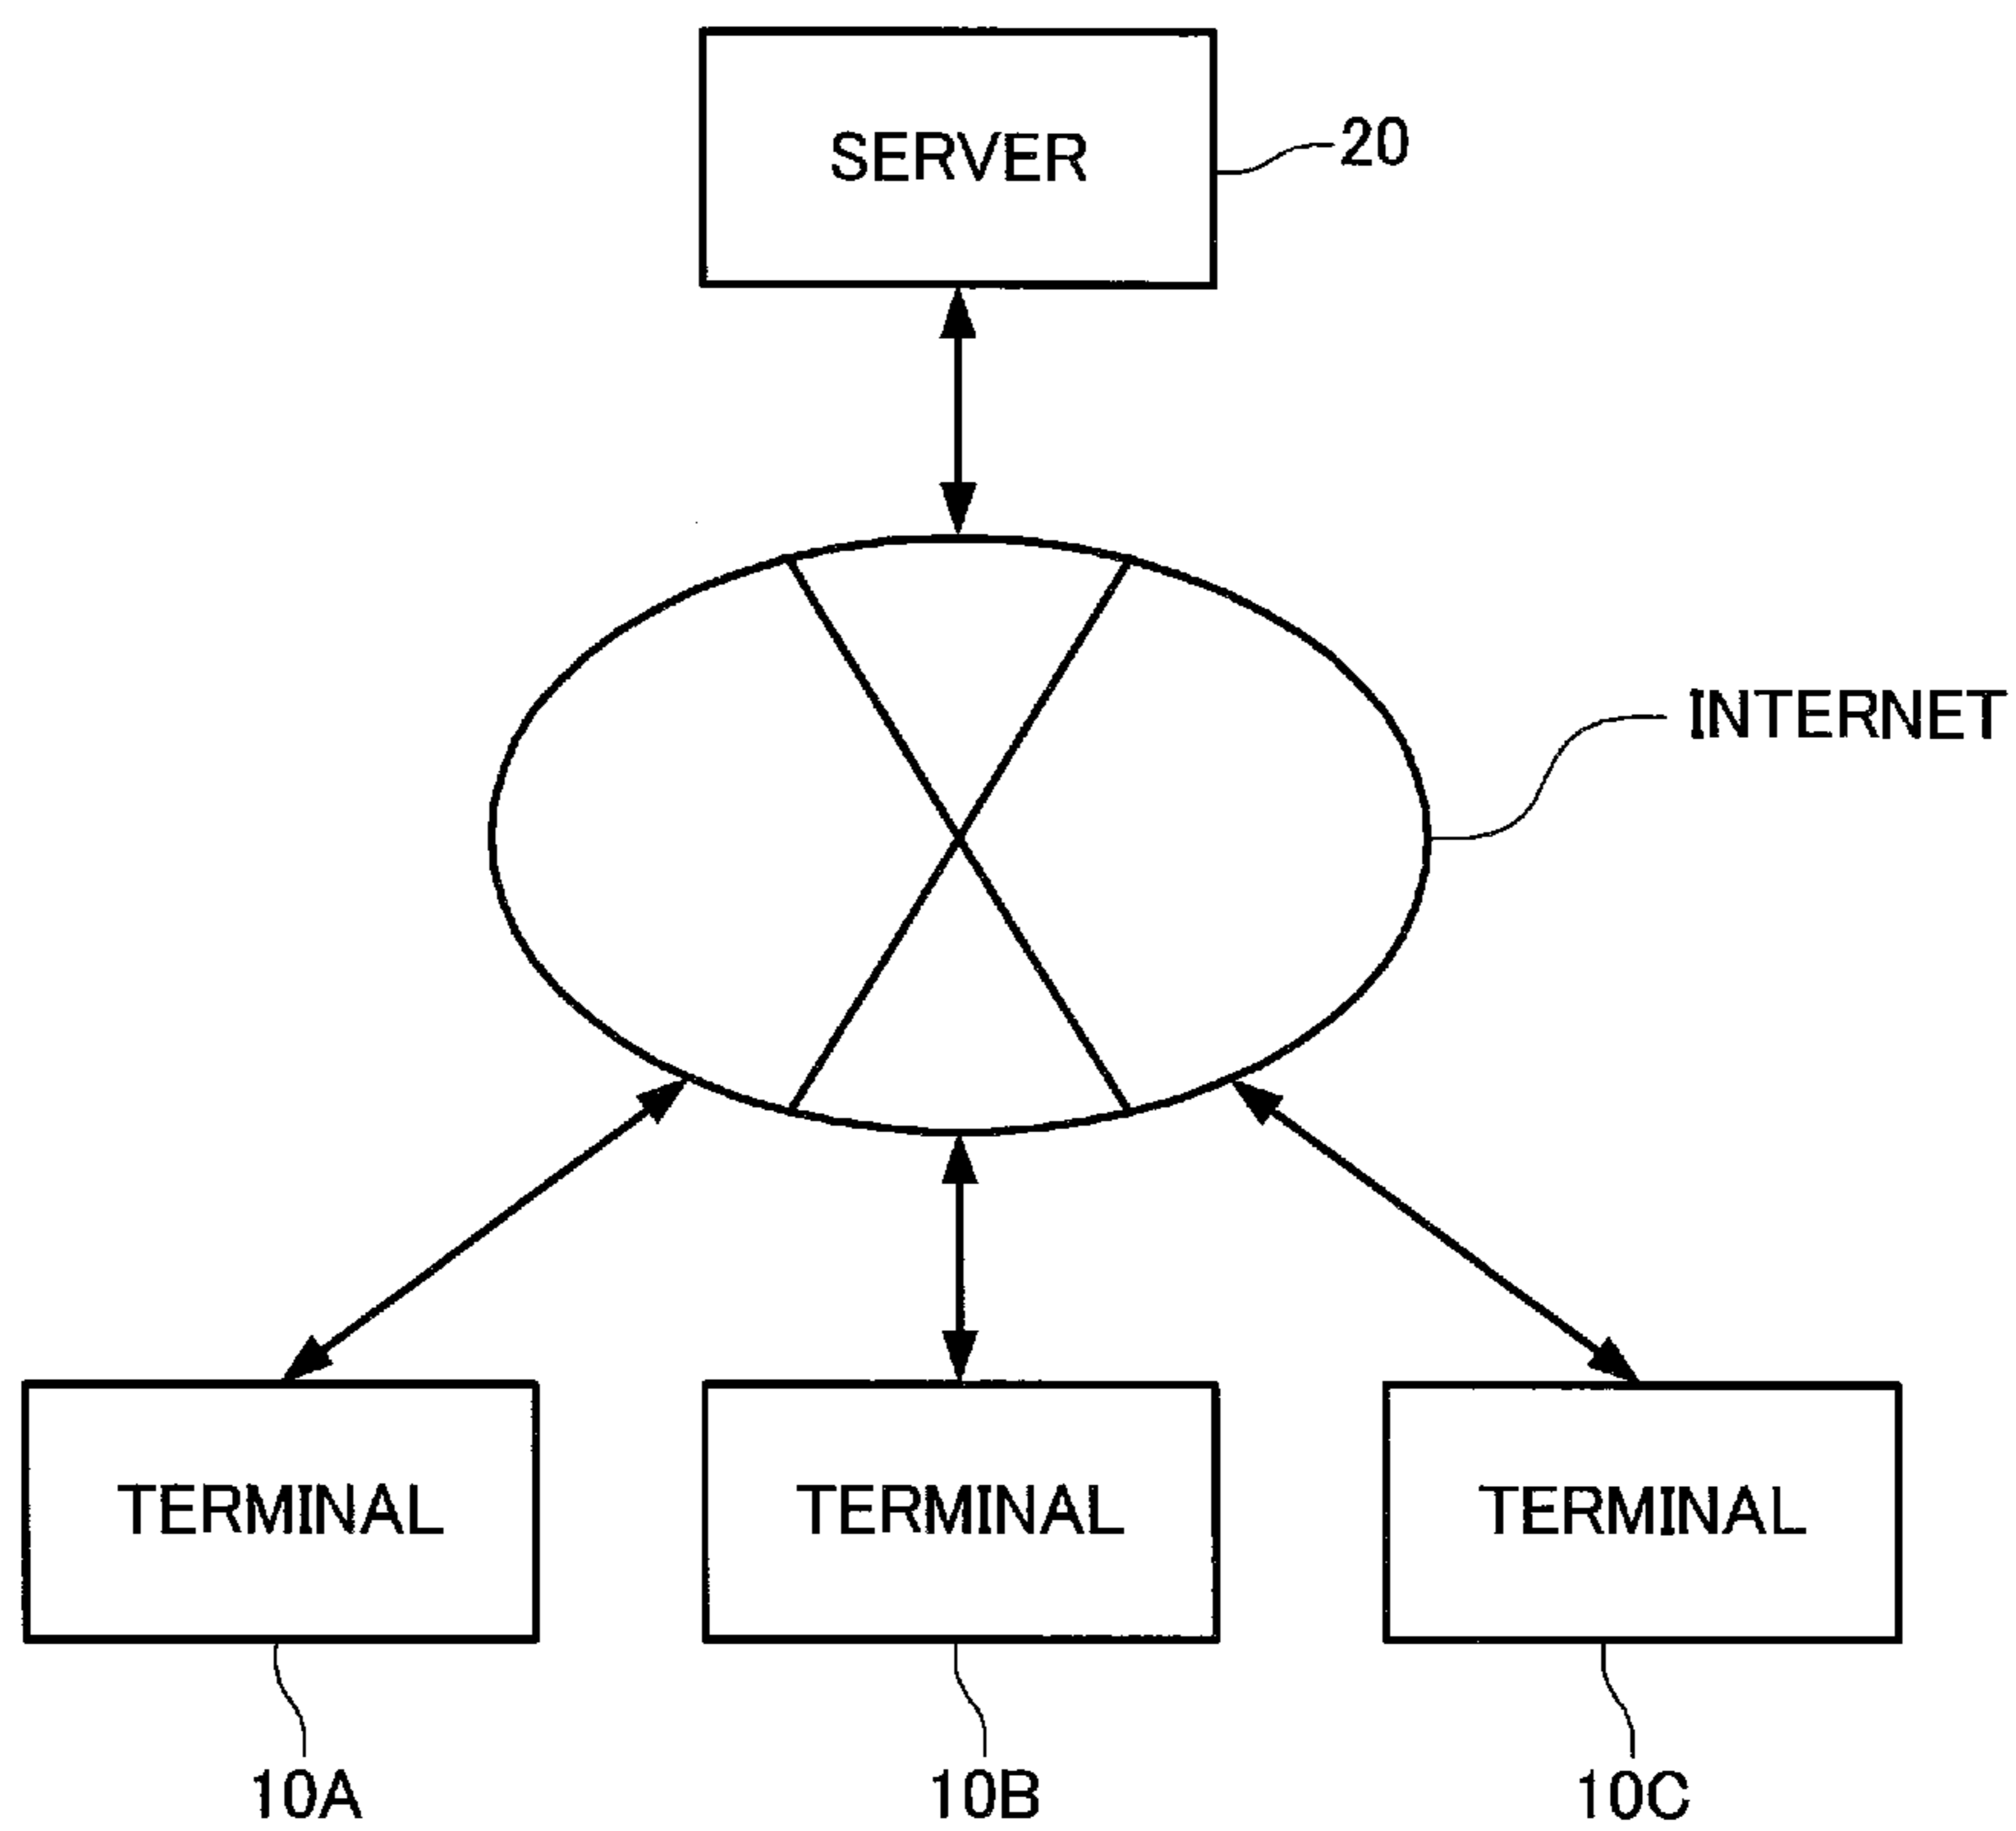 SERVER
20
INTERNET
TERMINAL
TERMINAL
TERMINAL
10A
10B
10C